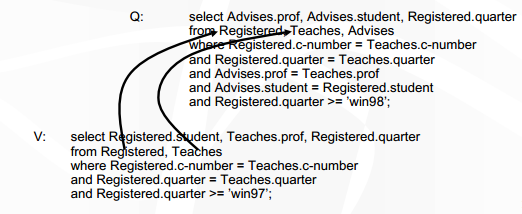 Q: select Advises.prof, Advises.student, Registered.quarter
from Registered, Teaches, Advises
where Registered.c-number = Teaches.c-number
and Registered.quarter = Teaches.quarter
and Advises.prof = Teaches.prof
and Advises.student = Registered.student
and Registered.quarter >= 'win98';
V: select Registered.student, Teaches.prof, Registered.quarter
from Registered, Teaches
where Registered.c-number = Teaches.c-number
and Registered.quarter = Teaches.quarter
and Registered.quarter >= 'win97';